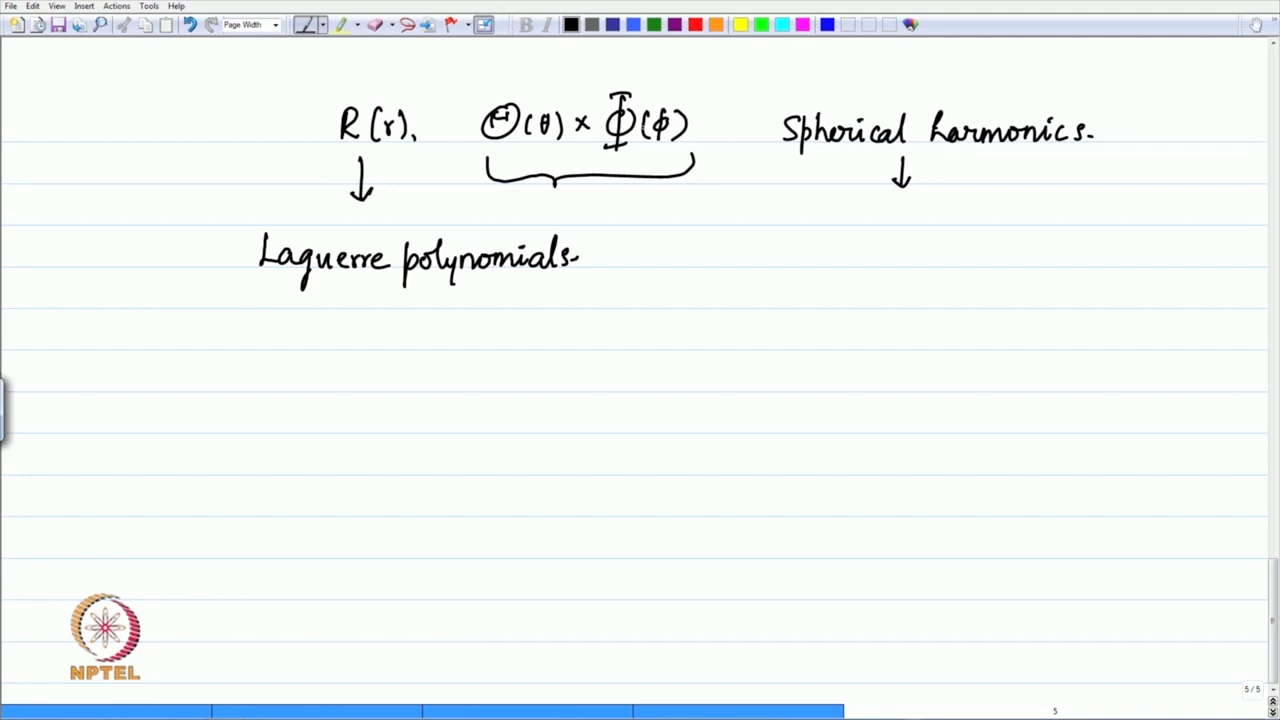 File Edit View Insert Actions Tools Help
Page Width
R(r). Θ(θ) × Φ(ϕ) Spherical harmonics.
Laguerre polynomials.
NPTEL
5/5
5